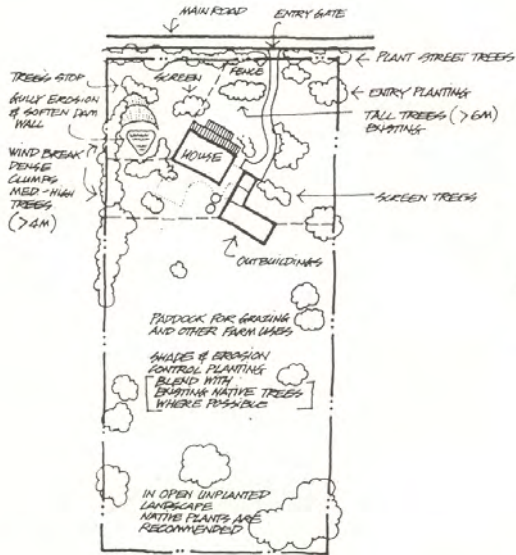 MAIN ROAD
ENTRY GATE
PLANT STREET TREES
TREES STOP
GULLY EROSION
& SOFTEN DAM
WALL
SCREEN
FENCE
ENTRY PLANTING
TALL TREES (>6M)
EXISTING
WIND BREAK
DENSE
CLUMPS
MED.-HIGH
TREES
(>4M)
HOUSE
SCREEN TREES
OUTBUILDINGS
PADDOCK FOR GRAZING
AND OTHER FARM USES
SHADE & EROSION
CONTROL PLANTING
BLEND WITH
EXISTING NATIVE TREES
WHERE POSSIBLE
IN OPEN UNPLANTED
LANDSCAPE
NATIVE PLANTS ARE
RECOMMENDED